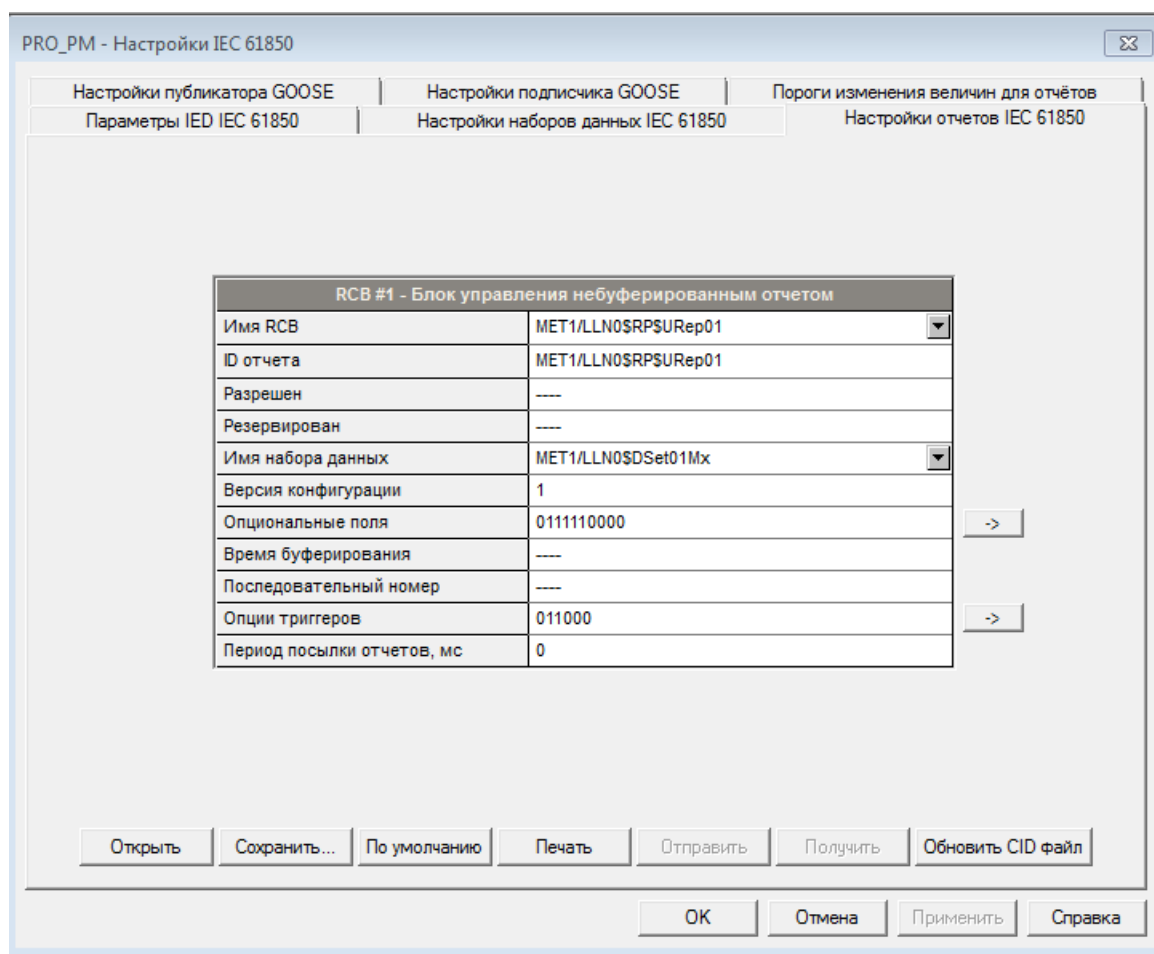 PRO_PM - Настройки IEC 61850
Настройки публикатора GOOSE Настройки подписчика GOOSE Пороги изменения величин для отчётов
Параметры IED IEC 61850 Настройки наборов данных IEC 61850 Настройки отчетов IEC 61850
RCB #1 - Блок управления небуферированным отчетом
Имя RCB MET1/LLN0$RP$URep01
ID отчета MET1/LLN0$RP$URep01
Разрешен ----
Резервирован ----
Имя набора данных MET1/LLN0$DSet01Mx
Версия конфигурации 1
Опциональные поля 0111110000 ->
Время буферирования ----
Последовательный номер ----
Опции триггеров 011000 ->
Период посылки отчетов, мс 0
Открыть Сохранить... По умолчанию Печать Отправить Получить Обновить CID файл
OK Отмена Применить Справка